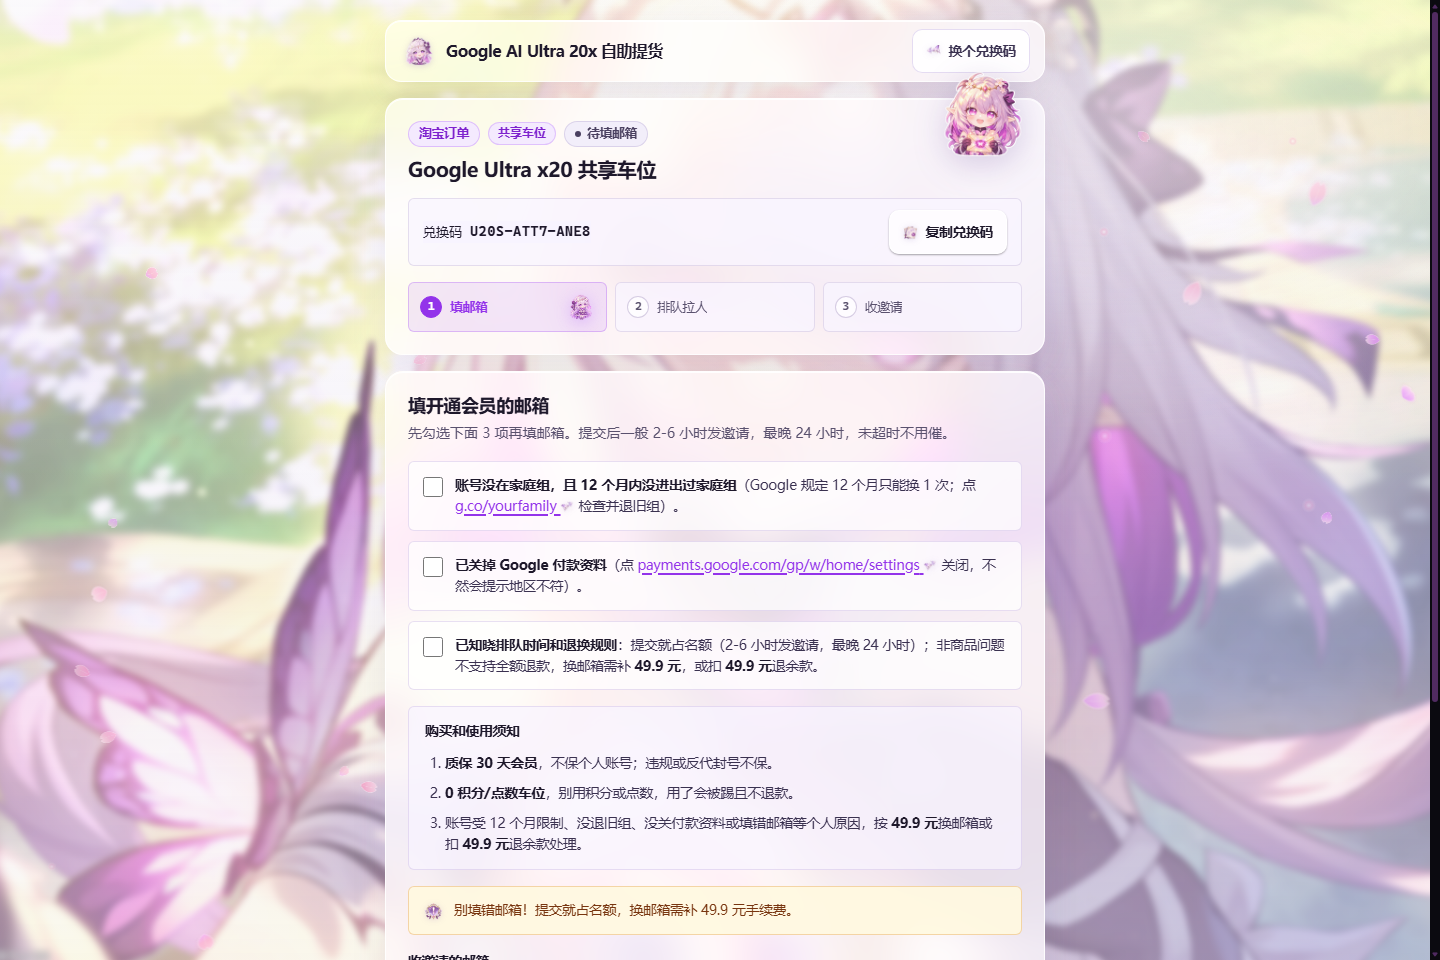 Google AI Ultra 20x 自助提货
换个兑换码
淘宝订单
共享车位
待填邮箱
Google Ultra x20 共享车位
兑换码 U20S-ATT7-ANE8
复制兑换码
1 填邮箱
2 排队拉人
3 收邀请
填开通会员的邮箱
先勾选下面 3 项再填邮箱。提交后一般 2-6 小时发邀请，最晚 24 小时，未超时不用催。
账号没在家庭组，且 12 个月内没进出过家庭组（Google 规定 12 个月只能换 1 次；点
g.co/yourfamily 检查并退旧组）。
已关掉 Google 付款资料（点 payments.google.com/gp/w/home/settings 关闭，不
然会提示地区不符）。
已知晓排队时间和退换规则：提交就占名额（2-6 小时发邀请，最晚 24 小时）；非商品问题
不支持全额退款，换邮箱需补 49.9 元，或扣 49.9 元退余款。
购买和使用须知
1. 质保 30 天会员，不保个人账号；违规或反代封号不保。
2. 0 积分/点数车位，别用积分或点数，用了会被踢且不退款。
3. 账号受 12 个月限制、没退旧组、没关付款资料或填错邮箱等个人原因，按 49.9 元换邮箱或
扣 49.9 元退余款处理。
别填错邮箱！提交就占名额，换邮箱需补 49.9 元手续费。